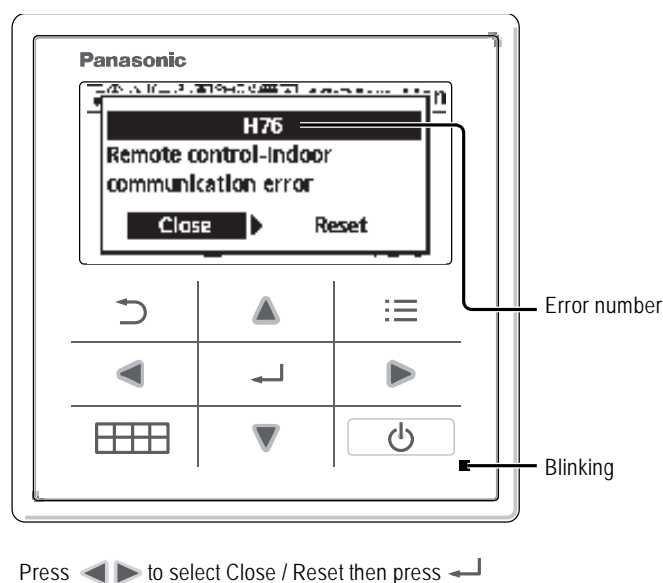 Panasonic
H76
Remote control-Indoor
communication error
Close Reset
Error number
Blinking
Press to select Close / Reset then press